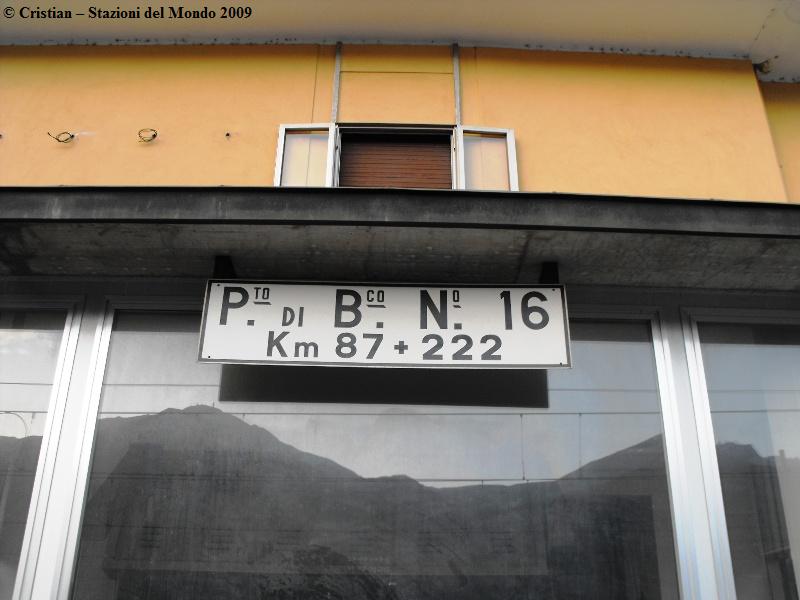 © Cristian – Stazioni del Mondo 2009
P.TO DI B.CO N.O 16
Km 87+222